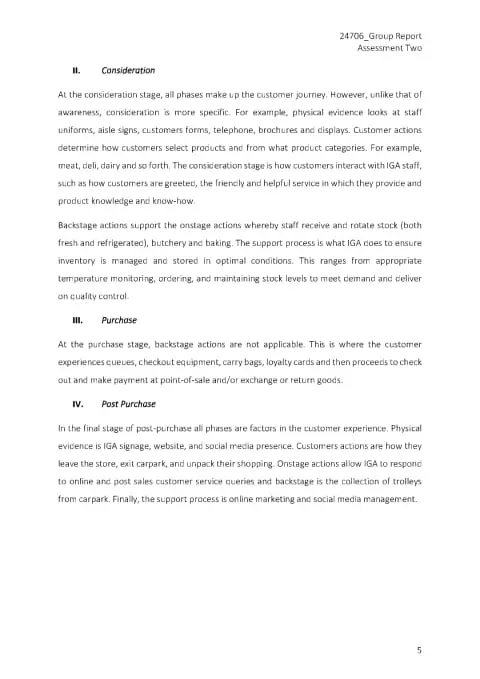 24706_Group Report
Assessment Two
II. Consideration
At the consideration stage, all phases make up the customer journey. However, unlike that of
awareness, consideration is more specific. For example, physical evidence looks at staff
uniforms, aisle signs, customers forms, telephone, brochures and displays. Customer actions
determine how customers select products and from what product categories. For example,
meat, deli, dairy and so forth. The consideration stage is how customers interact with IGA staff,
such as how customers are greeted, the friendly and helpful service in which they provide and
product knowledge and know-how.
Backstage actions support the onstage actions whereby staff receive and rotate stock (both
fresh and refrigerated), butchery and baking. The support process is what IGA does to ensure
inventory is managed and stored in optimal conditions. This ranges from appropriate
temperature monitoring, ordering, and maintaining stock levels to meet demand and deliver
on quality control.
III. Purchase
At the purchase stage, backstage actions are not applicable. This is where the customer
experiences queues, checkout equipment, carry bags, loyalty cards and then proceeds to check
out and make payment at point-of-sale and/or exchange or return goods.
IV. Post Purchase
In the final stage of post-purchase all phases are factors in the customer experience. Physical
evidence is IGA signage, website, and social media presence. Customers actions are how they
leave the store, exit carpark, and unpack their shopping. Onstage actions allow IGA to respond
to online and post sales customer service queries and backstage is the collection of trolleys
from carpark. Finally, the support process is online marketing and social media management.
5